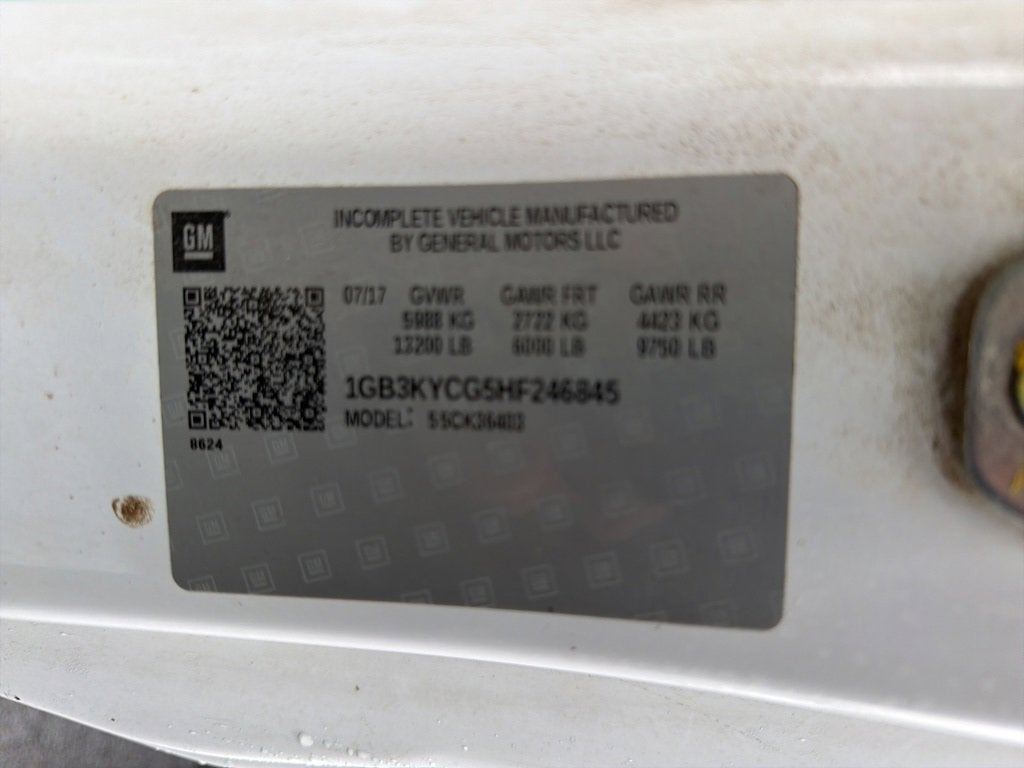 GM
INCOMPLETE VEHICLE MANUFACTURED
BY GENERAL MOTORS LLC
07/17 GVWR GAWR FRT GAWR RR
5988 KG 2722 KG 4423 KG
13200 LB 6000 LB 9750 LB
1GB3KYCG5HF246845
MODEL:
8624